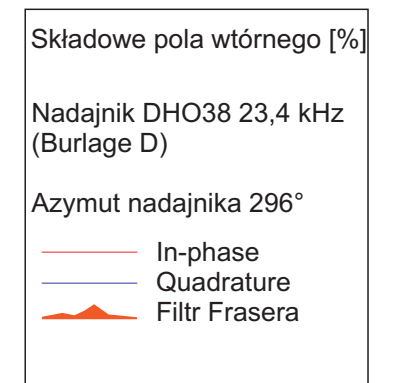 Składowe pola wtórnego [%]
Nadajnik DHO38 23,4 kHz
(Burlage D)
Azymut nadajnika 296°
In-phase
Quadrature
Filtr Frasera